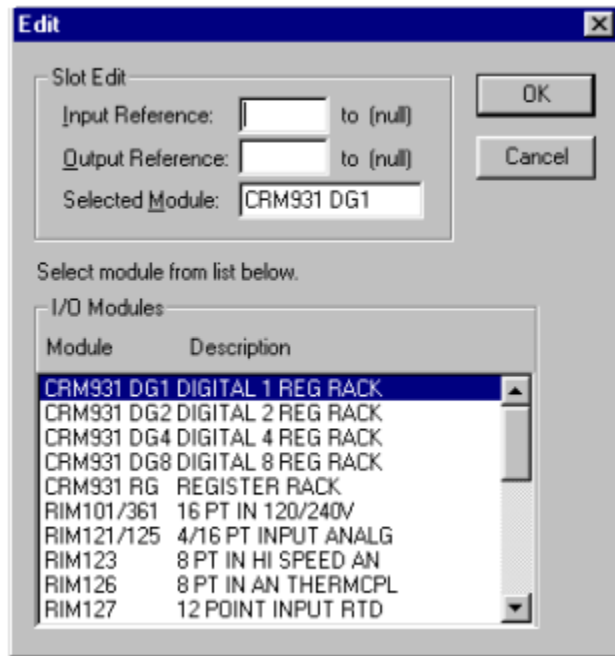 Edit
Slot Edit
Input Reference: to (null)
Output Reference: to (null)
Selected Module: CRM931 DG1
OK
Cancel
Select module from list below.
I/O Modules
Module Description
CRM931 DG1 DIGITAL 1 REG RACK
CRM931 DG2 DIGITAL 2 REG RACK
CRM931 DG4 DIGITAL 4 REG RACK
CRM931 DG8 DIGITAL 8 REG RACK
CRM931 RG REGISTER RACK
RIM101/361 16 PT IN 120/240V
RIM121/125 4/16 PT INPUT ANALG
RIM123 8 PT IN HI SPEED AN
RIM126 8 PT IN AN THERMCPL
RIM127 12 POINT INPUT RTD